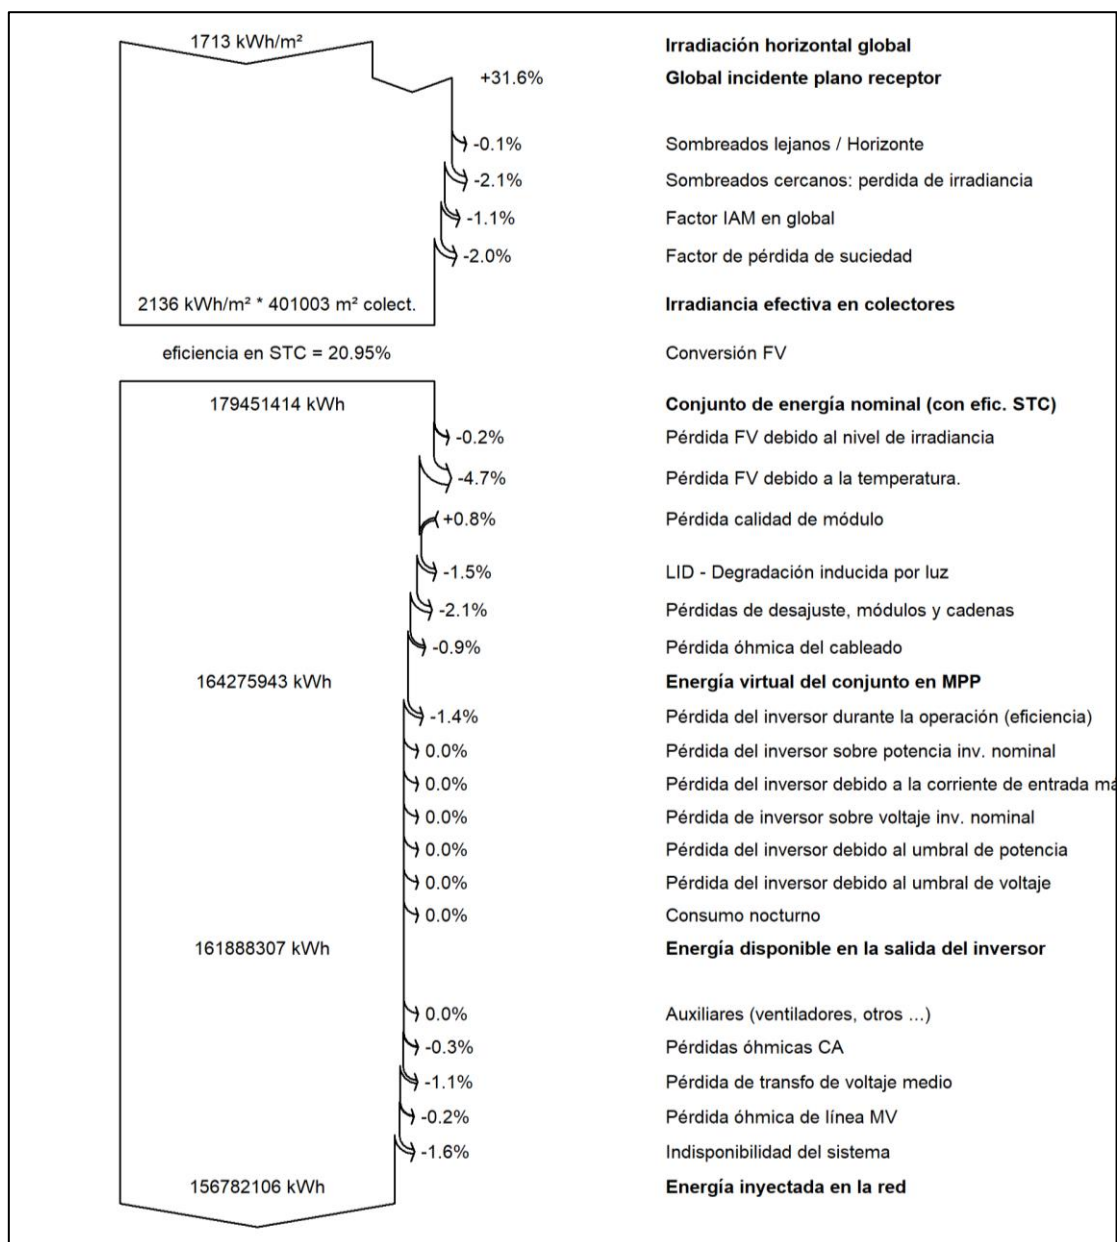 1713 kWh/m² Irradiación horizontal global
+31.6% Global incidente plano receptor
-0.1% Sombreados lejanos / Horizonte
-2.1% Sombreados cercanos: perdida de irradiancia
-1.1% Factor IAM en global
-2.0% Factor de pérdida de suciedad
2136 kWh/m² * 401003 m² colect. Irradiancia efectiva en colectores
eficiencia en STC = 20.95% Conversión FV
179451414 kWh Conjunto de energía nominal (con efic. STC)
-0.2% Pérdida FV debido al nivel de irradiancia
-4.7% Pérdida FV debido a la temperatura.
+0.8% Pérdida calidad de módulo
-1.5% LID - Degradación inducida por luz
-2.1% Pérdidas de desajuste, módulos y cadenas
-0.9% Pérdida óhmica del cableado
164275943 kWh Energía virtual del conjunto en MPP
-1.4% Pérdida del inversor durante la operación (eficiencia)
0.0% Pérdida del inversor sobre potencia inv. nominal
0.0% Pérdida del inversor debido a la corriente de entrada má
0.0% Pérdida de inversor sobre voltaje inv. nominal
0.0% Pérdida del inversor debido al umbral de potencia
0.0% Pérdida del inversor debido al umbral de voltaje
0.0% Consumo nocturno
161888307 kWh Energía disponible en la salida del inversor
0.0% Auxiliares (ventiladores, otros ...)
-0.3% Pérdidas óhmicas CA
-1.1% Pérdida de transfo de voltaje medio
-0.2% Pérdida óhmica de línea MV
-1.6% Indisponibilidad del sistema
156782106 kWh Energía inyectada en la red